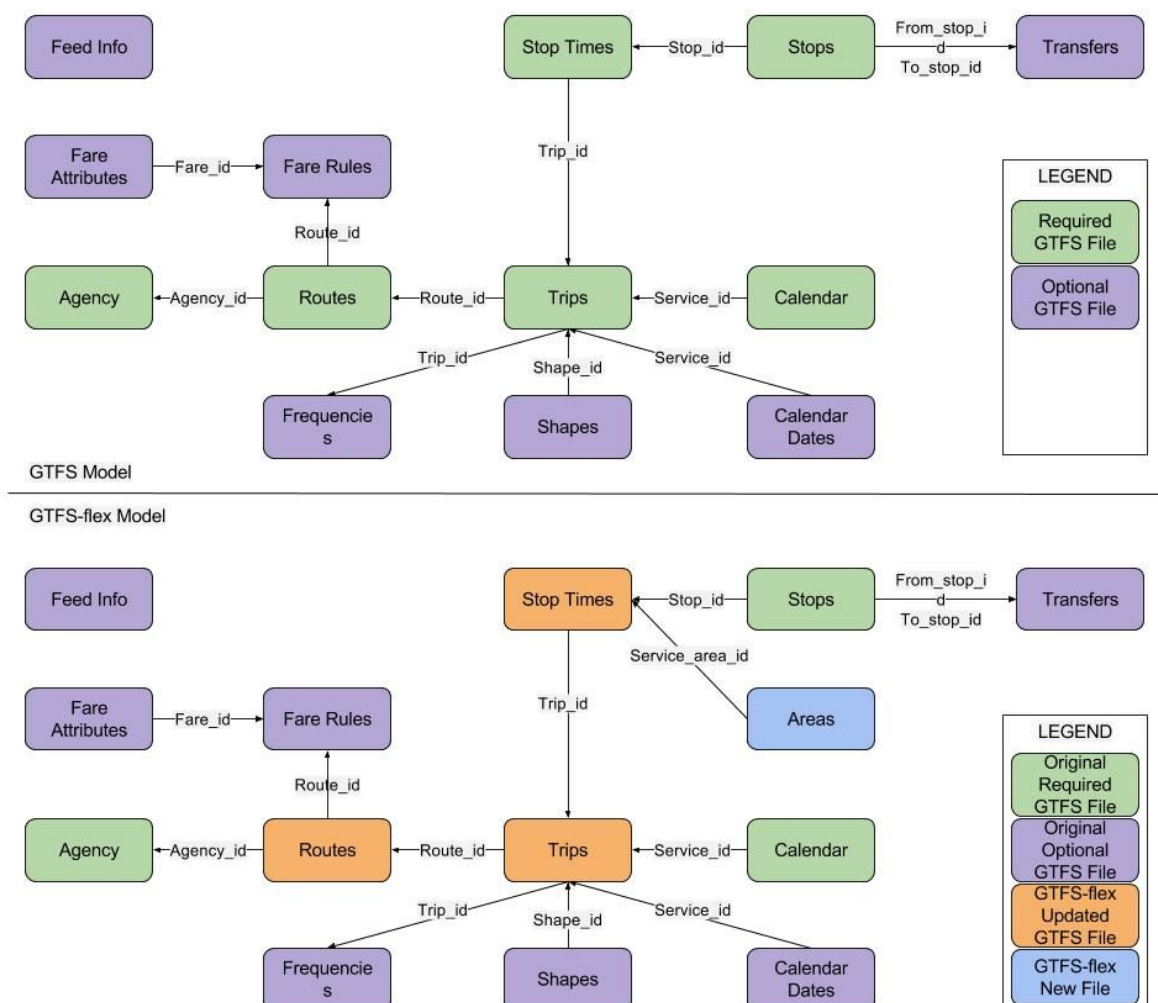 Feed Info
Stop Times
Stop_id
Stops
From_stop_i
d
To_stop_id
Transfers
Trip_id
Fare
Attributes
Fare_id
Fare Rules
Route_id
LEGEND
Required
GTFS File
Optional
GTFS File
Agency
Agency_id
Routes
Route_id
Trips
Service_id
Calendar
Trip_id
Shape_id
Service_id
Frequencie
s
Shapes
Calendar
Dates
GTFS Model
GTFS-flex Model
Feed Info
Stop Times
Stop_id
Stops
From_stop_i
d
To_stop_id
Transfers
Service_area_id
Trip_id
Fare
Attributes
Fare_id
Fare Rules
Areas
Route_id
LEGEND
Original
Required
GTFS File
Original
Optional
GTFS File
GTFS-flex
Updated
GTFS File
GTFS-flex
New File
Agency
Agency_id
Routes
Route_id
Trips
Service_id
Calendar
Trip_id
Shape_id
Service_id
Frequencie
s
Shapes
Calendar
Dates